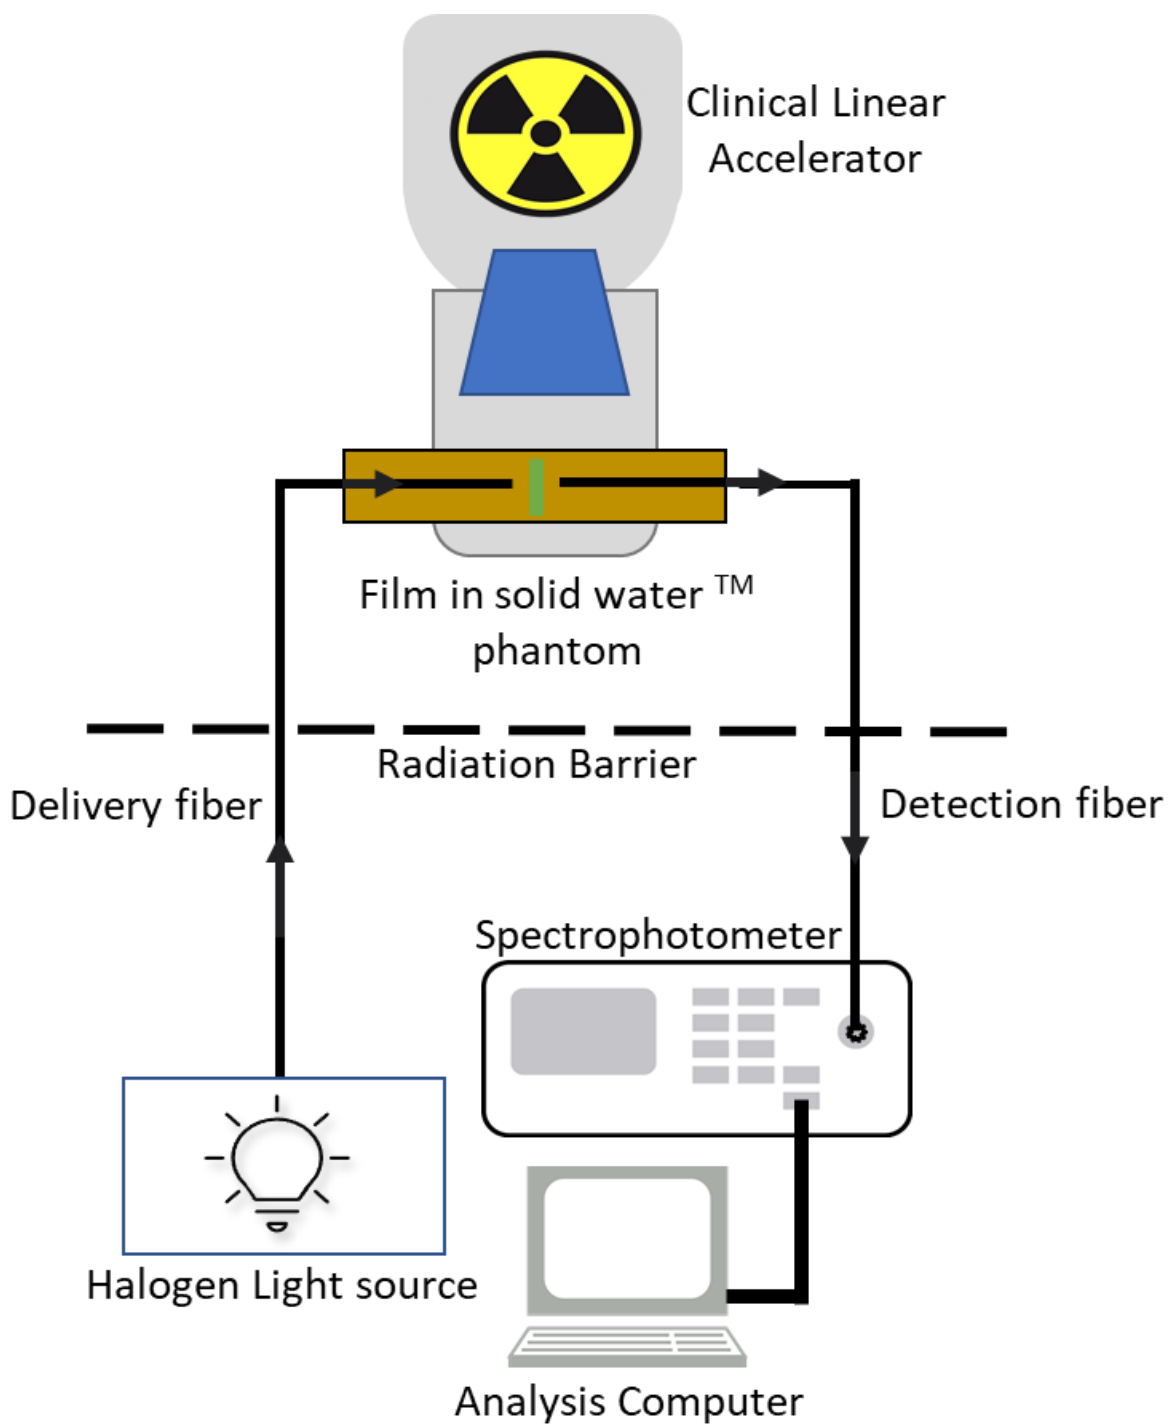 Clinical Linear
Accelerator
Film in solid water TM
phantom
Radiation Barrier
Delivery fiber
Detection fiber
Spectrophotometer
Halogen Light source
Analysis Computer